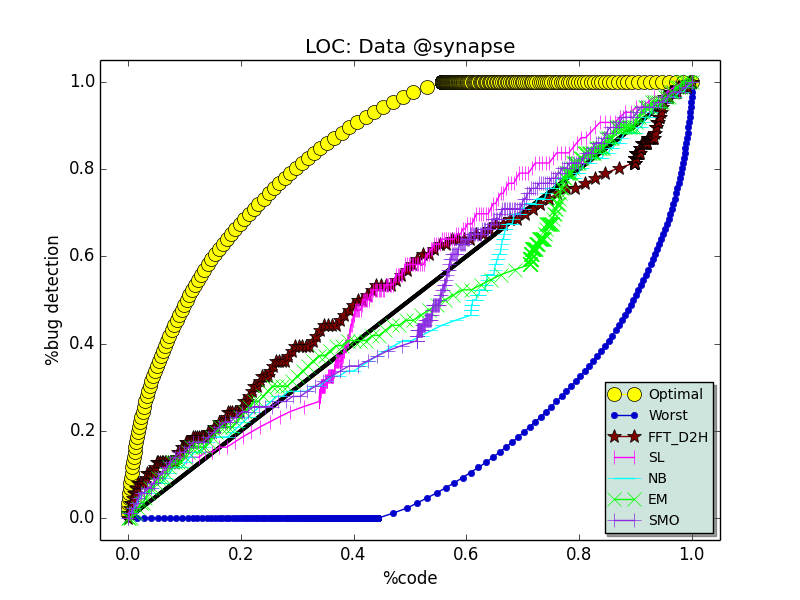 LOC: Data @synapse
1.0
0.8
0.6
0.4
0.2
0.0
%bug detection
0.0 0.2 0.4 0.6 0.8 1.0
%code
Optimal
Worst
FFT_D2H
SL
NB
EM
SMO